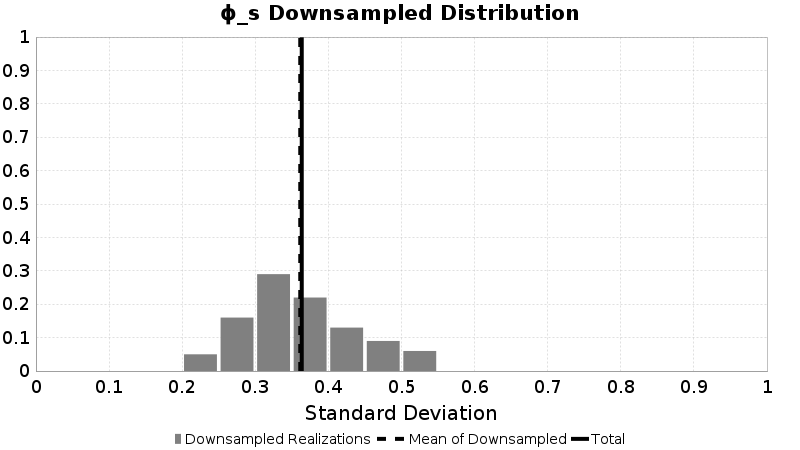 ϕ_s Downsampled Distribution
1
0.9
0.8
0.7
0.6
0.5
0.4
0.3
0.2
0.1
0
0 0.1 0.2 0.3 0.4 0.5 0.6 0.7 0.8 0.9 1
Standard Deviation
Downsampled Realizations Mean of Downsampled Total